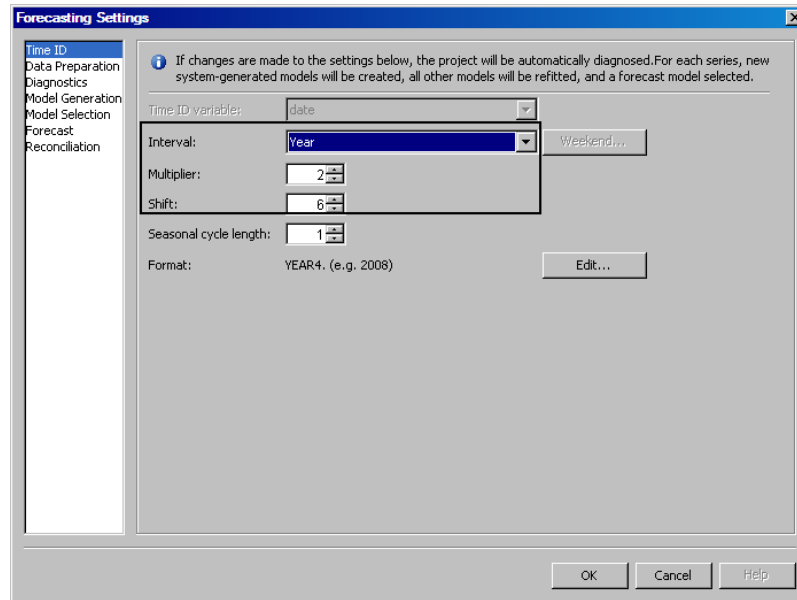 Forecasting Settings
Time ID
Data Preparation
Diagnostics
Model Generation
Model Selection
Forecast
Reconciliation
If changes are made to the settings below, the project will be automatically diagnosed.For each series, new
system-generated models will be created, all other models will be refitted, and a forecast model selected.
Time ID variable: date
Interval: Year Weekend...
Multiplier: 2
Shift: 6
Seasonal cycle length: 1
Format: YEAR4. (e.g. 2008) Edit...
OK Cancel Help